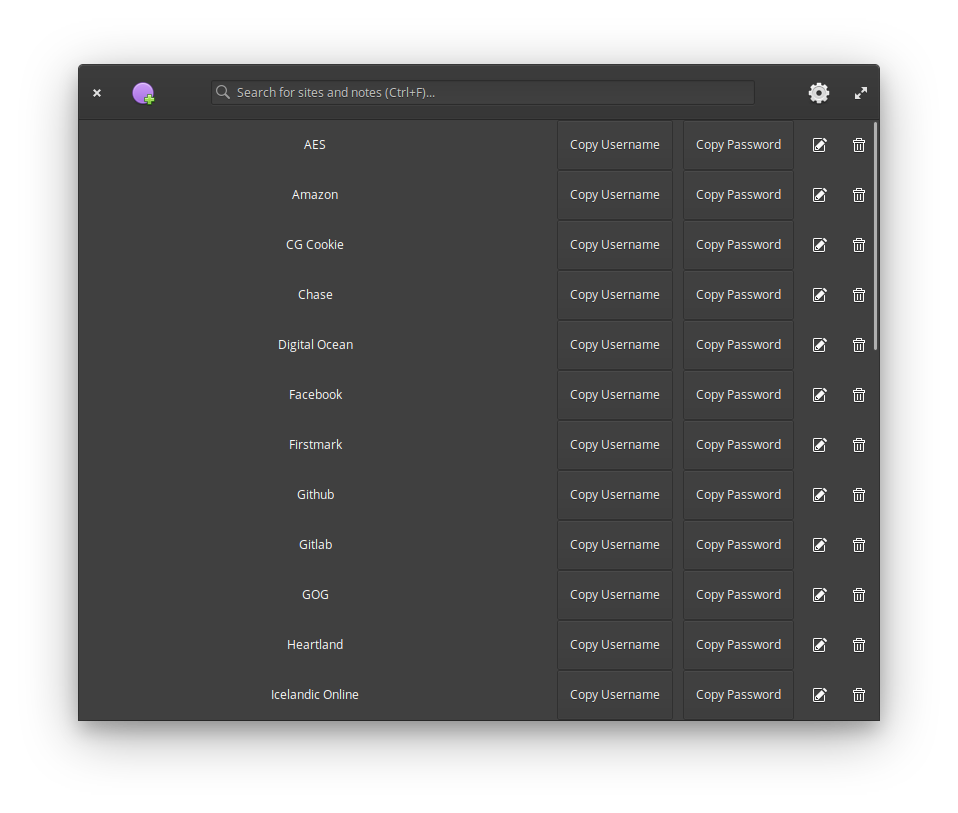 Search for sites and notes (Ctrl+F)...
AES Copy Username Copy Password
Amazon Copy Username Copy Password
CG Cookie Copy Username Copy Password
Chase Copy Username Copy Password
Digital Ocean Copy Username Copy Password
Facebook Copy Username Copy Password
Firstmark Copy Username Copy Password
Github Copy Username Copy Password
Gitlab Copy Username Copy Password
GOG Copy Username Copy Password
Heartland Copy Username Copy Password
Icelandic Online Copy Username Copy Password